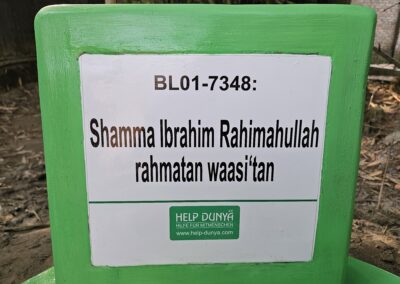 BL01-7348:
Shamma Ibrahim Rahimahullah
rahmatan waasi‘tan
HELP DUNYA
HILFE FÜR MITMENSCHEN
www.help-dunya.com